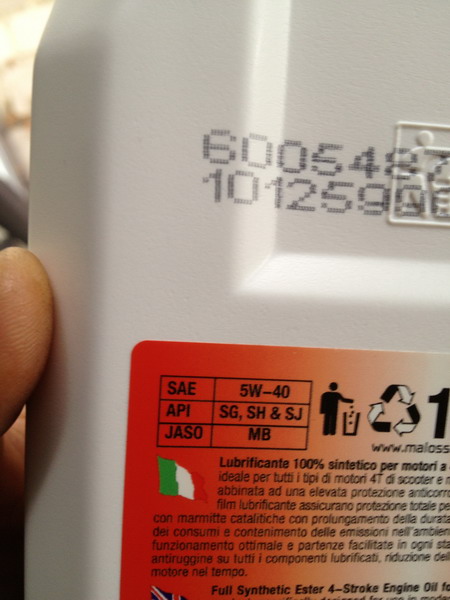 SAE 5W-40
API SG, SH & SJ
JASO MB
1
www.maloss
Lubrificante 100% sintetico per motori a
ideale per tutti i tipi di motori 4T di scooter e
abbinata ad una elevata protezione anticorro
film lubrificante assicurano protezione totale pe
con marmitte catalitiche con prolungamento della durata
dei consumi e contenimento delle emissioni nell'ambien
funzionamento ottimale e partenze facilitate in ogni sta
antiruggine su tutti i componenti lubrificati, riduzione del
motore nel tempo.
Full Synthetic Ester 4-Stroke Engine Oil fo